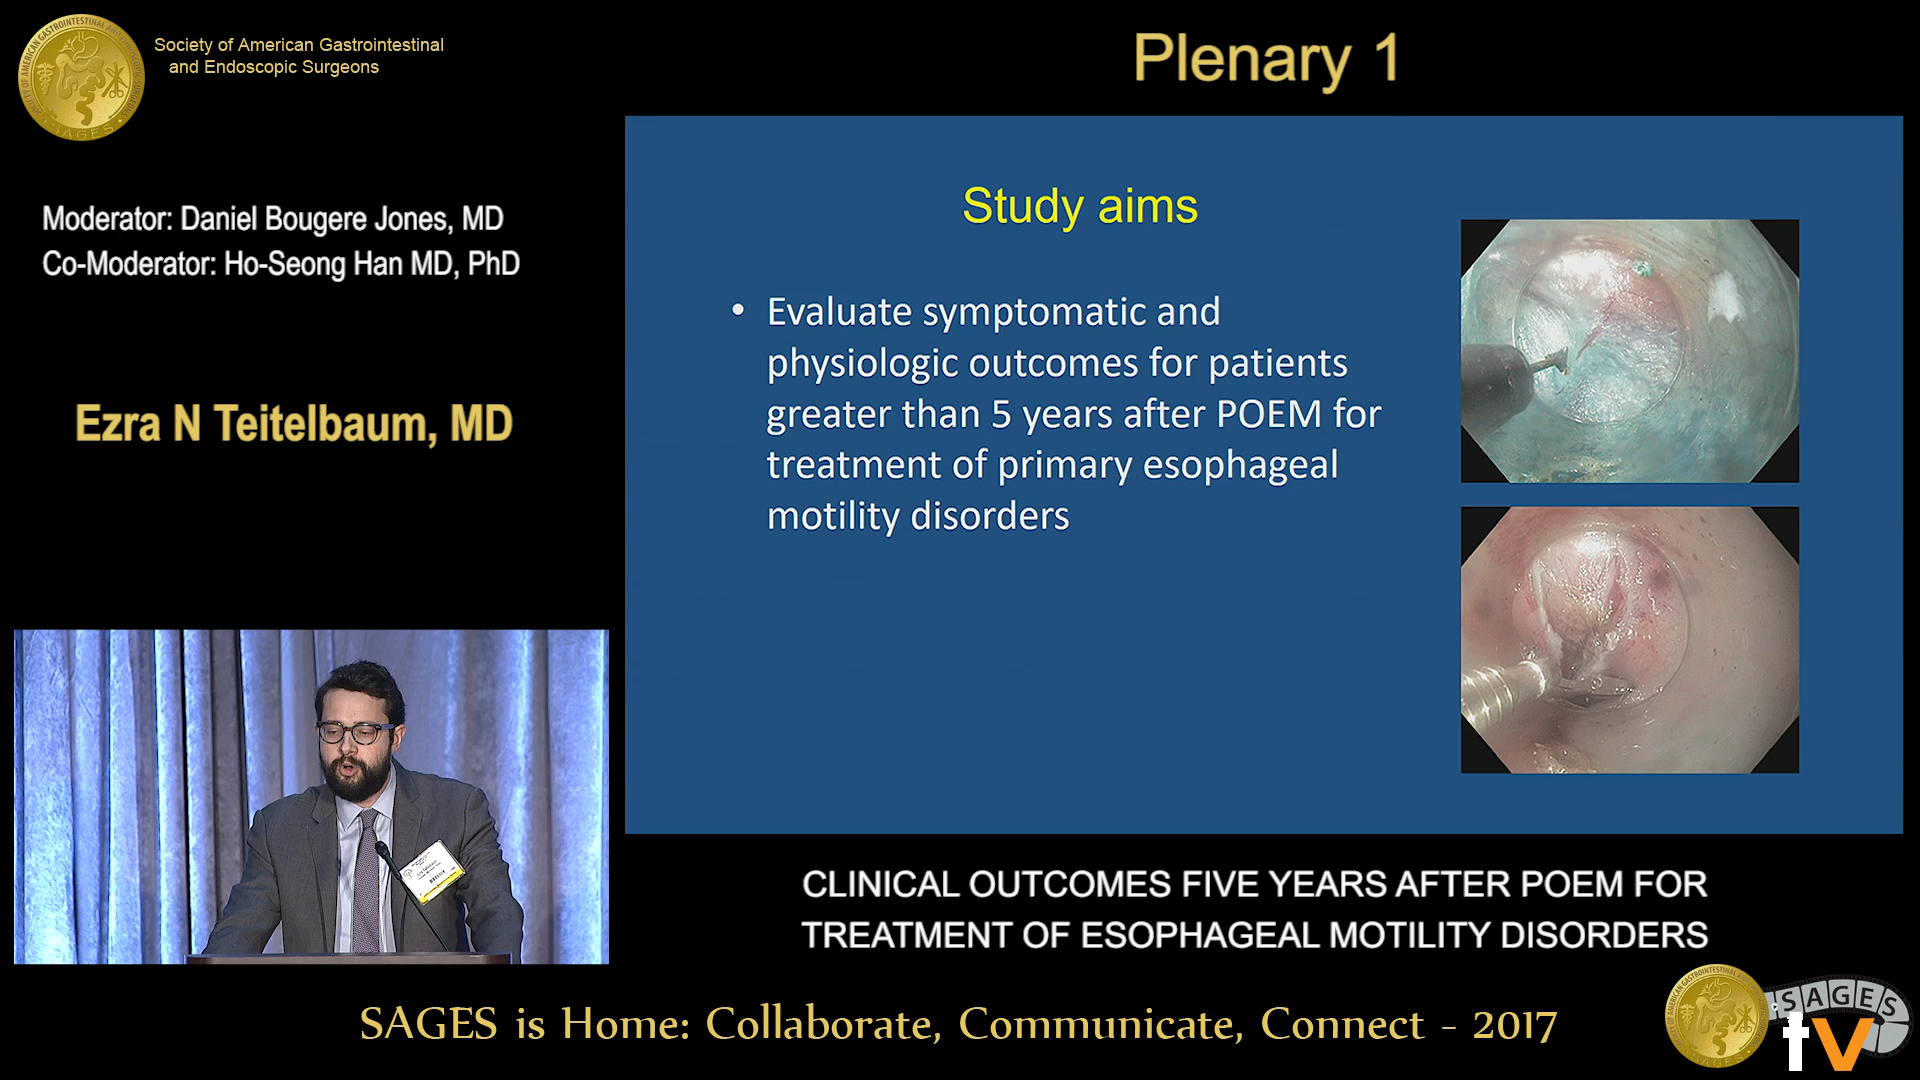 Society of American Gastrointestinal
and Endoscopic Surgeons
Plenary 1
Moderator: Daniel Bougere Jones, MD
Co-Moderator: Ho-Seong Han MD, PhD
Ezra N Teitelbaum, MD
Study aims
• Evaluate symptomatic and
physiologic outcomes for patients
greater than 5 years after POEM for
treatment of primary esophageal
motility disorders
CLINICAL OUTCOMES FIVE YEARS AFTER POEM FOR
TREATMENT OF ESOPHAGEAL MOTILITY DISORDERS
SAGES is Home: Collaborate, Communicate, Connect - 2017
SAGES
tv